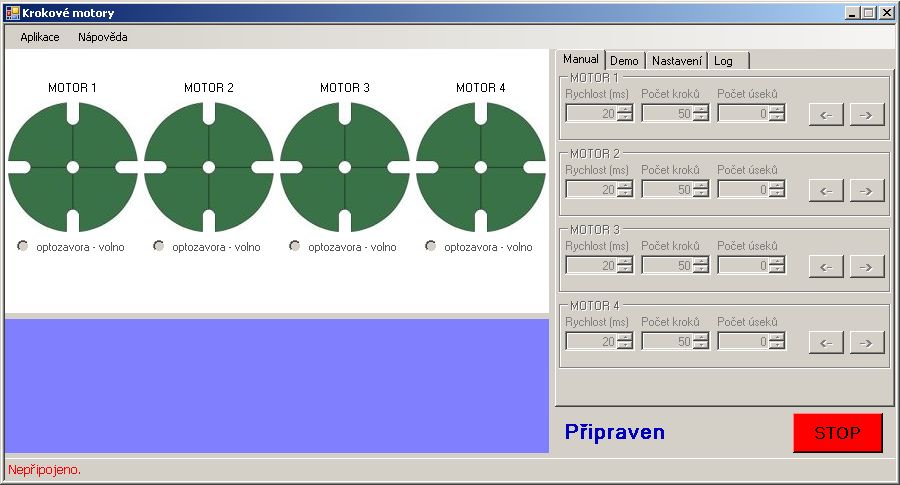 Krokové motory
Aplikace Nápověda
MOTOR 1 MOTOR 2 MOTOR 3 MOTOR 4
optozavora - volno optozavora - volno optozavora - volno optozavora - volno
Manual Demo Nastavení Log
MOTOR 1
Rychlost (ms) Počet kroků Počet úseků
20 50 0 <- ->
MOTOR 2
Rychlost (ms) Počet kroků Počet úseků
20 50 0 <- ->
MOTOR 3
Rychlost (ms) Počet kroků Počet úseků
20 50 0 <- ->
MOTOR 4
Rychlost (ms) Počet kroků Počet úseků
20 50 0 <- ->
Připraven STOP
Nepřipojeno.